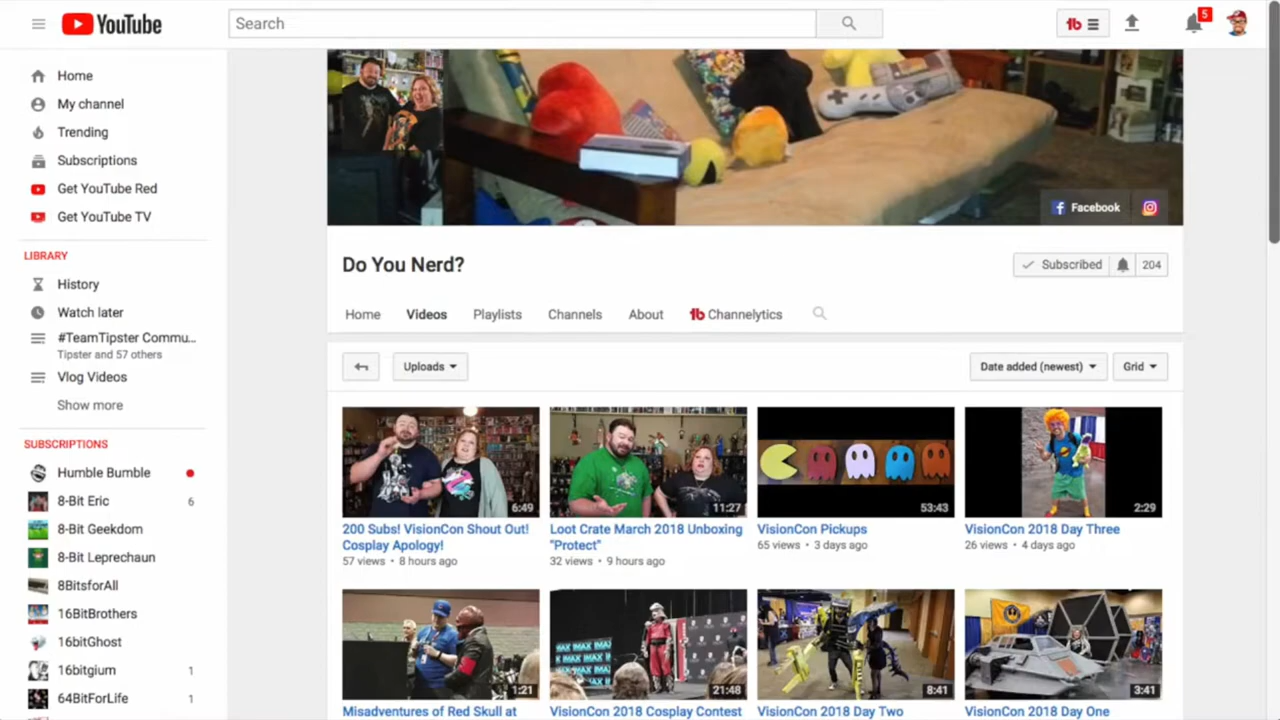 YouTube
Search
tb
5
Home
My channel
Trending
Subscriptions
Get YouTube Red
Get YouTube TV
LIBRARY
History
Watch later
#TeamTipster Commu...
Tipster and 57 others
Vlog Videos
Show more
SUBSCRIPTIONS
Humble Bumble
8-Bit Eric 6
8-Bit Geekdom
8-Bit Leprechaun
8BitsforAll
16BitBrothers
16bitGhost
16bitgium 1
64BitForLife 1
Facebook
Do You Nerd?
Subscribed 204
Home Videos Playlists Channels About tb Channelytics
Uploads Date added (newest) Grid
6:49 11:27 53:43 2:29
200 Subs! VisionCon Shout Out!
Cosplay Apology!
57 views • 8 hours ago
Loot Crate March 2018 Unboxing
"Protect"
32 views • 9 hours ago
VisionCon Pickups
65 views • 3 days ago
VisionCon 2018 Day Three
26 views • 4 days ago
IMAX IMAX
1:21 21:48 8:41 3:41
Misadventures of Red Skull at
VisionCon 2018 Cosplay Contest
VisionCon 2018 Day Two
VisionCon 2018 Day One